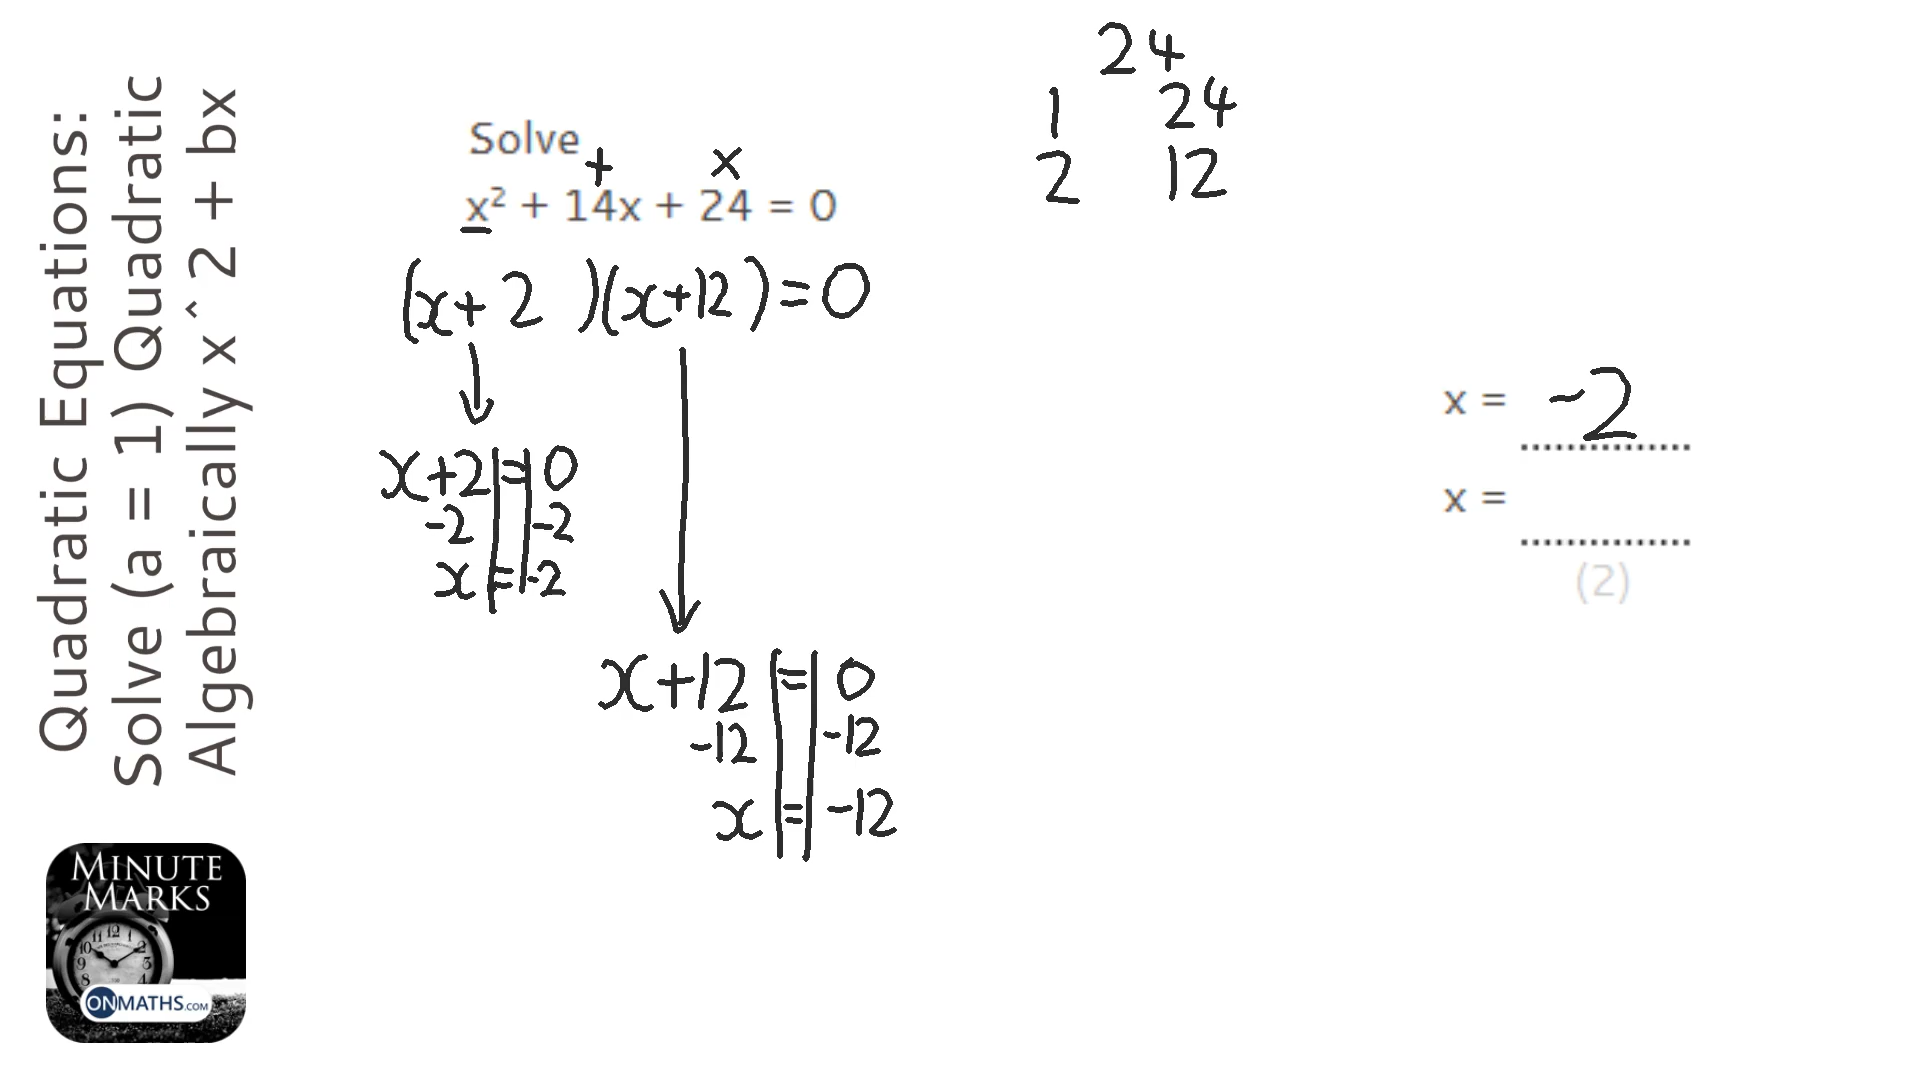 Quadratic Equations:
Solve (a = 1) Quadratic
Algebraically x^2 + bx
Solve
+ x
x² + 14x + 24 = 0
(x+ 2 )(x+12)=0
x+2=0
-2 -2
x = -2
x+12 = 0
-12 -12
x = -12
24
1 24
2 12
x = -2
x =
(2)
MINUTE
MARKS
ONMATHS.COM